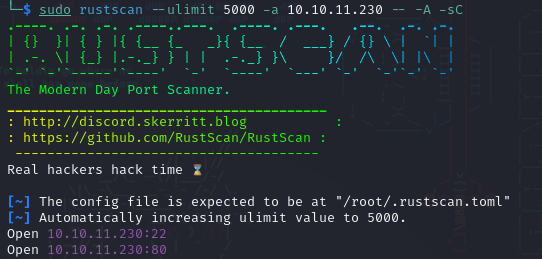 └─$ sudo rustscan --ulimit 5000 -a 10.10.11.230 -- -A -sC
.----. .-. .-. .----..---.  .----. .---.   .--.  .-. .-.
| {}  }| { } |{ {__ {_   _}{ {__  /  ___} / {} \ |  `| |
| .-. \| {_} |.-._} } | |  .-._} }\     }/  /\  \| |\  |
`-' `-'`-----'`----'  `-'  `----'  `---' `-'  `-'`-' `-'
The Modern Day Port Scanner.
________________________________________
: http://discord.skerritt.blog           :
: https://github.com/RustScan/RustScan :
--------------------------------------
Real hackers hack time ⌛
[~] The config file is expected to be at "/root/.rustscan.toml"
[~] Automatically increasing ulimit value to 5000.
Open 10.10.11.230:22
Open 10.10.11.230:80